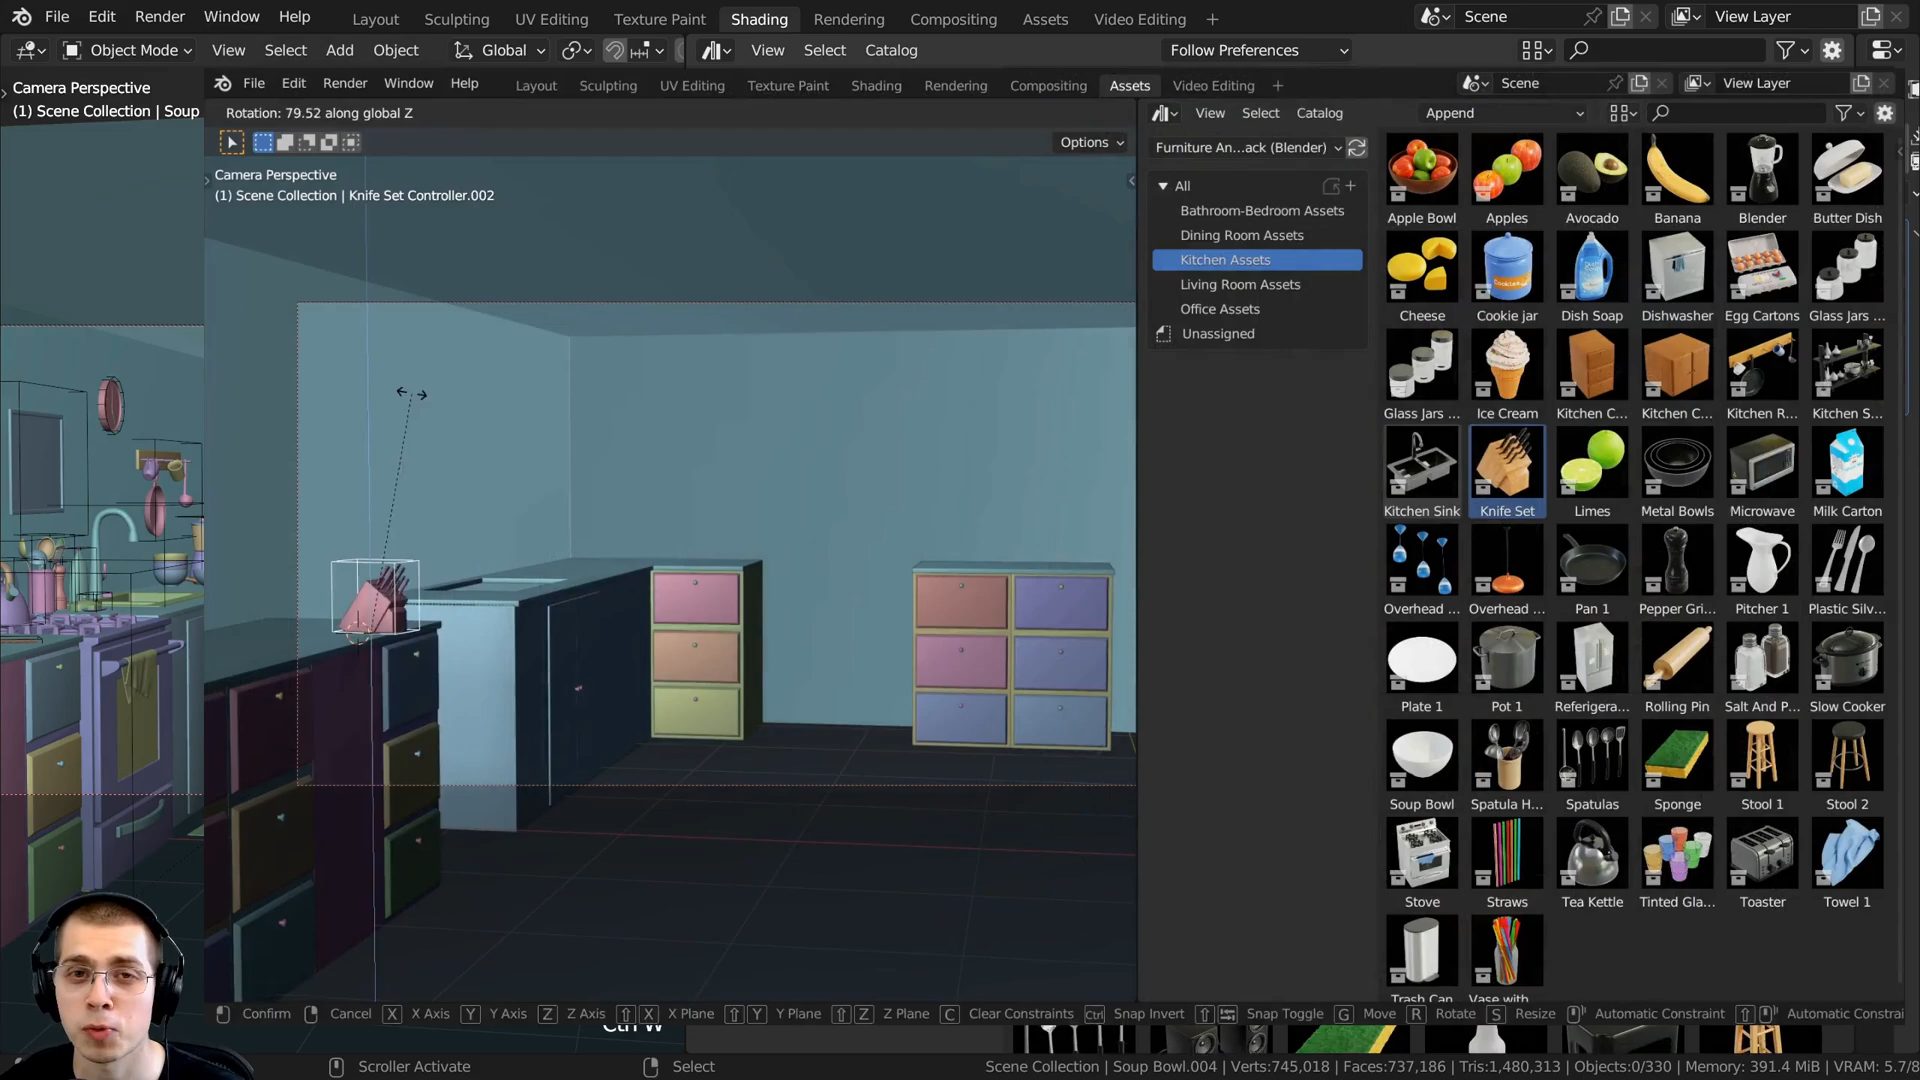 File Edit Render Window Help Layout Sculpting UV Editing Texture Paint Shading Rendering Compositing Assets Video Editing + Scene View Layer
Object Mode View Select Add Object Global View Select Catalog Follow Preferences
Camera Perspective
(1) Scene Collection | Soup
File Edit Render Window Help Layout Sculpting UV Editing Texture Paint Shading Rendering Compositing Assets Video Editing + Scene View Layer
Rotation: 79.52 along global Z
View Select Catalog Append
Options
Camera Perspective
(1) Scene Collection | Knife Set Controller.002
Furniture An...ack (Blender)
All
Bathroom-Bedroom Assets
Dining Room Assets
Kitchen Assets
Living Room Assets
Office Assets
Unassigned
Apple Bowl Apples Avocado Banana Blender Butter Dish
Cheese Cookie jar Dish Soap Dishwasher Egg Cartons Glass Jars ...
Glass Jars ... Ice Cream Kitchen C... Kitchen C... Kitchen R... Kitchen S...
Kitchen Sink Knife Set Limes Metal Bowls Microwave Milk Carton
Overhead ... Overhead ... Pan 1 Pepper Gri... Pitcher 1 Plastic Silv...
Plate 1 Pot 1 Referigera... Rolling Pin Salt And P... Slow Cooker
Soup Bowl Spatula H... Spatulas Sponge Stool 1 Stool 2
Stove Straws Tea Kettle Tinted Gla... Toaster Towel 1
Trash Can Vase with
Confirm Cancel X X Axis Y Y Axis Z Z Axis X X Plane Y Y Plane Z Z Plane C Clear Constraints Ctrl Snap Invert Snap Toggle G Move R Rotate S Resize Automatic Constraint Automatic Constrai
Ctrl W
Scroller Activate Select Scene Collection | Soup Bowl.004 | Verts:745,018 | Faces:737,186 | Tris:1,480,313 | Objects:0/330 | Memory: 391.4 MiB | VRAM: 5.7/8